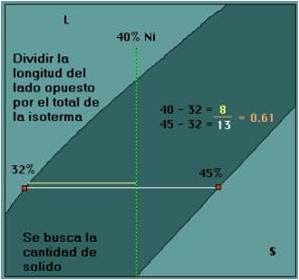 L
40% Ni
Dividir la
longitud del
lado opuesto
por el total de
la isoterma
40 - 32 = 8
45 - 32 = 13
= 0.61
32%
45%
Se busca la
cantidad de
solido
S